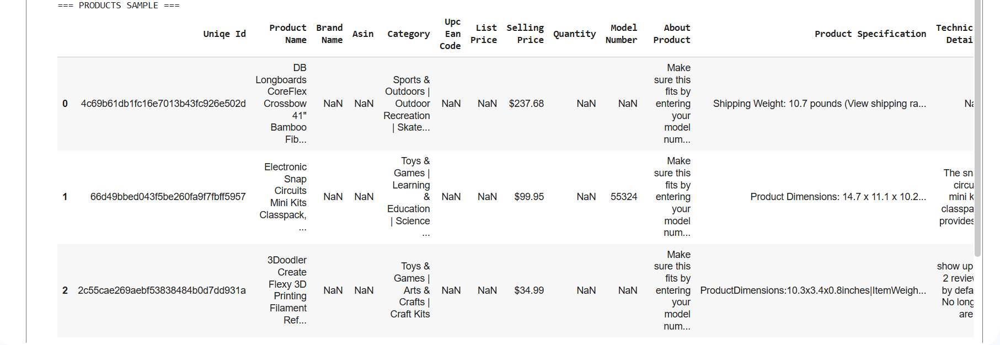 === PRODUCTS SAMPLE ===
Uniqe Id
Product
Name
Brand
Name
Asin
Category
Upc
Ean
Code
List
Price
Selling
Price
Quantity
Model
Number
About
Product
Product Specification
Technic
Detai
0
4c69b61db1fc16e7013b43fc926e502d
DB
Longboards
CoreFlex
Crossbow
41"
Bamboo
Fib...
NaN
NaN
Sports &
Outdoors |
Outdoor
Recreation
| Skate...
NaN
NaN
$237.68
NaN
NaN
Make
sure this
fits by
entering
your
model
num...
Shipping Weight: 10.7 pounds (View shipping ra...
Na
1
66d49bbed043f5be260fa9f7fbff5957
Electronic
Snap
Circuits
Mini Kits
Classpack,
...
NaN
NaN
Toys &
Games |
Learning
&
Education
| Science
...
NaN
NaN
$99.95
NaN
55324
Make
sure this
fits by
entering
your
model
num...
Product Dimensions: 14.7 x 11.1 x 10.2...
The sn
circu
mini k
classpa
provides
2
2c55cae269aebf53838484b0d7dd931a
3Doodler
Create
Flexy 3D
Printing
Filament
Ref...
NaN
NaN
Toys &
Games |
Arts &
Crafts |
Craft Kits
NaN
NaN
$34.99
NaN
NaN
Make
sure this
fits by
entering
your
model
num...
ProductDimensions:10.3x3.4x0.8inches|ItemWeigh...
show up
2 review
by defa
No long
are